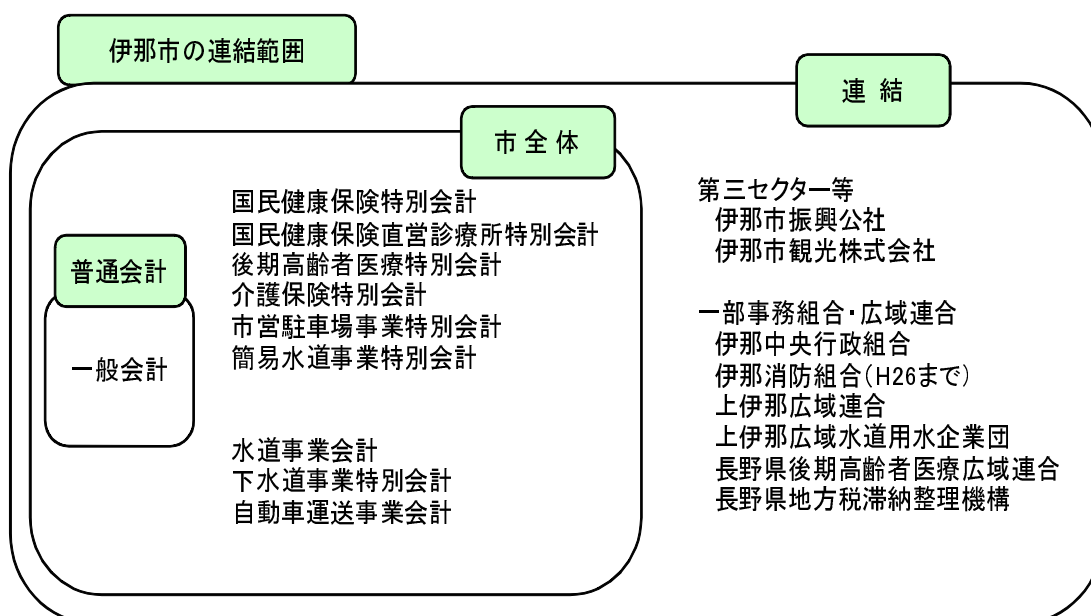 伊那市の連結範囲
連 結
市 全 体
普通会計
一般会計
国民健康保険特別会計
国民健康保険直営診療所特別会計
後期高齢者医療特別会計
介護保険特別会計
市営駐車場事業特別会計
簡易水道事業特別会計
水道事業会計
下水道事業特別会計
自動車運送事業会計
第三セクター等
伊那市振興公社
伊那市観光株式会社
一部事務組合・広域連合
伊那中央行政組合
伊那消防組合(H26まで)
上伊那広域連合
上伊那広域水道用水企業団
長野県後期高齢者医療広域連合
長野県地方税滞納整理機構